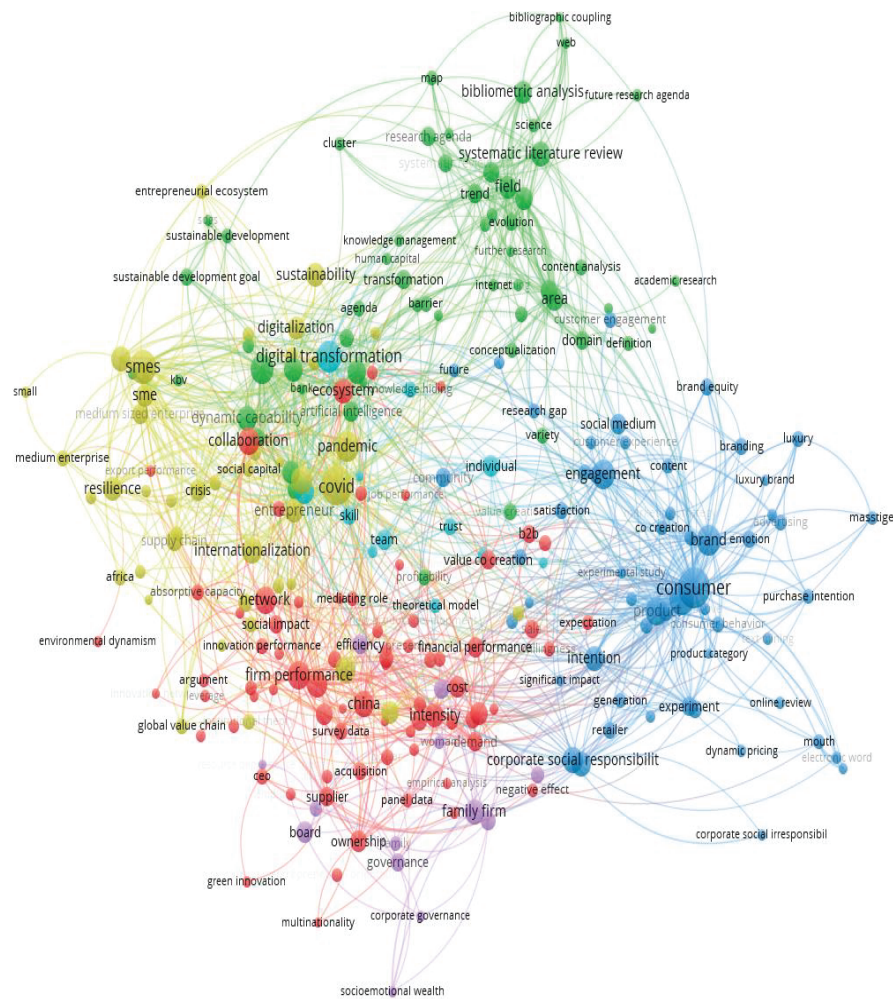 bibliographic coupling
web
map
bibliometric analysis
future research agenda
science
research agenda
cluster
systematic literature review
field
trend
entrepreneurial ecosystem
evolution
sustainable development
knowledge management
further research
human capital
content analysis
sustainable development goal
sustainability
transformation
internet
academic research
area
agenda
barrier
customer engagement
digitalization
domain
definition
conceptualization
digital transformation
smes
future
kbv
bank
knowledge hiding
brand equity
small
sme
ecosystem
medium sized enterprise
artificial intelligence
research gap
dynamic capability
social medium
variety
collaboration
customer experience
luxury
pandemic
branding
medium enterprise
export performance
social capital
individual
engagement
content
community
luxury brand
resilience
crisis
covid
job performance
satisfaction
entrepreneur
value creation
co creation
advertising
masstige
skill
trust
supply chain
team
b2b
brand
emotion
internationalization
value co creation
africa
profitability
experimental study
consumer
absorptive capacity
mediating role
network
theoretical model
product
purchase intention
social impact
expectation
consumer behavior
environmental dynamism
innovation performance
efficiency
financial performance
product category
intention
argument
firm performance
cost
significant impact
leverage
china
generation
online review
intensity
experiment
global value chain
survey data
retailer
mouth
demand
dynamic pricing
electronic word
corporate social responsibilit
ceo
acquisition
empirical analysis
negative effect
supplier
panel data
family firm
board
ownership
family
corporate social irresponsibil
governance
green innovation
multinationality
corporate governance
socioemotional wealth